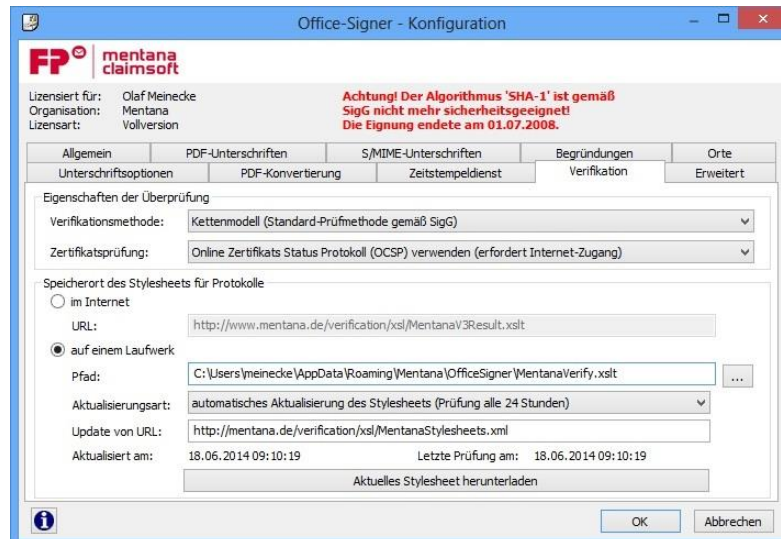 Office-Signer - Konfiguration
FP mentana
claimsoft
Lizensiert für: Olaf Meinecke
Organisation: Mentana
Lizensart: Vollversion
Achtung! Der Algorithmus 'SHA-1' ist gemäß
SigG nicht mehr sicherheitsgeeignet!
Die Eignung endete am 01.07.2008.
Allgemein PDF-Unterschriften S/MIME-Unterschriften Begründungen Orte
Unterschriftsoptionen PDF-Konvertierung Zeitstempeldienst Verifikation Erweitert
Eigenschaften der Überprüfung
Verifikationsmethode: Kettenmodell (Standard-Prüfmethode gemäß SigG)
Zertifikatsprüfung: Online Zertifikats Status Protokoll (OCSP) verwenden (erfordert Internet-Zugang)
Speicherort des Stylesheets für Protokolle
im Internet
URL: http://www.mentana.de/verification/xsl/MentanaV3Result.xslt
auf einem Laufwerk
Pfad: C:\Users\meinecke\AppData\Roaming\Mentana\OfficeSigner\MentanaVerify.xslt ...
Aktualisierungsart: automatisches Aktualisierung des Stylesheets (Prüfung alle 24 Stunden)
Update von URL: http://mentana.de/verification/xsl/MentanaStylesheets.xml
Aktualisiert am: 18.06.2014 09:10:19 Letzte Prüfung am: 18.06.2014 09:10:19
Aktuelles Stylesheet herunterladen
OK Abbrechen